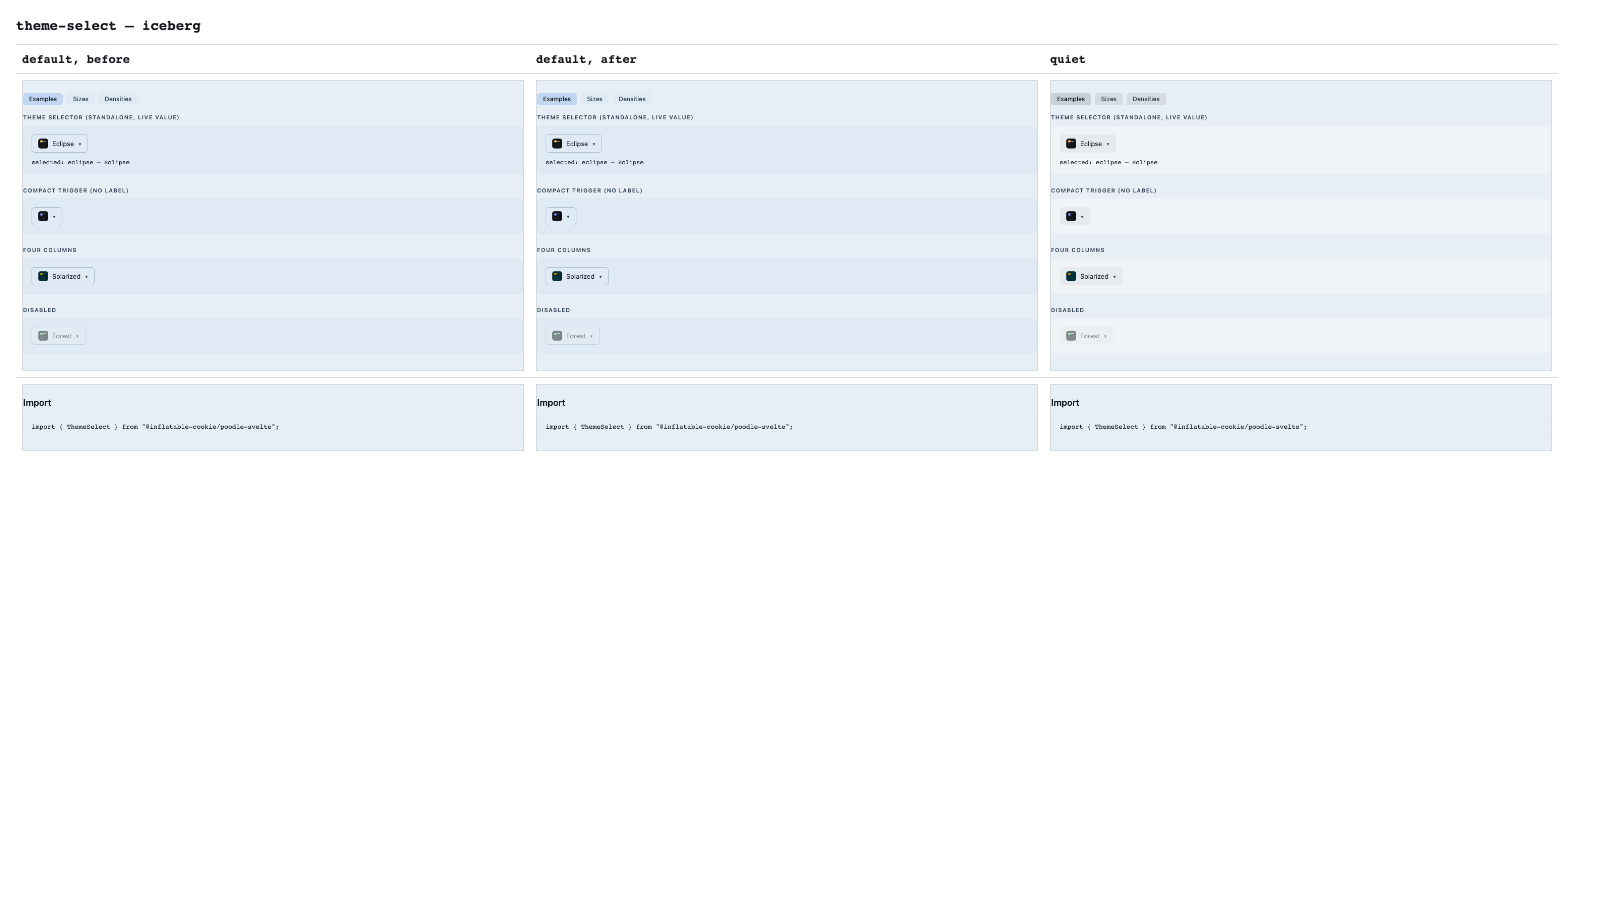 theme-select — iceberg
default, before
Examples Sizes Densities
THEME SELECTOR (STANDALONE, LIVE VALUE)
Eclipse
selected: eclipse — Eclipse
COMPACT TRIGGER (NO LABEL)
FOUR COLUMNS
Solarized
DISABLED
Forest
Import
import { ThemeSelect } from "@inflatable-cookie/poodle-svelte";
default, after
Examples Sizes Densities
THEME SELECTOR (STANDALONE, LIVE VALUE)
Eclipse
selected: eclipse — Eclipse
COMPACT TRIGGER (NO LABEL)
FOUR COLUMNS
Solarized
DISABLED
Forest
Import
import { ThemeSelect } from "@inflatable-cookie/poodle-svelte";
quiet
Examples Sizes Densities
THEME SELECTOR (STANDALONE, LIVE VALUE)
Eclipse
selected: eclipse — Eclipse
COMPACT TRIGGER (NO LABEL)
FOUR COLUMNS
Solarized
DISABLED
Forest
Import
import { ThemeSelect } from "@inflatable-cookie/poodle-svelte";